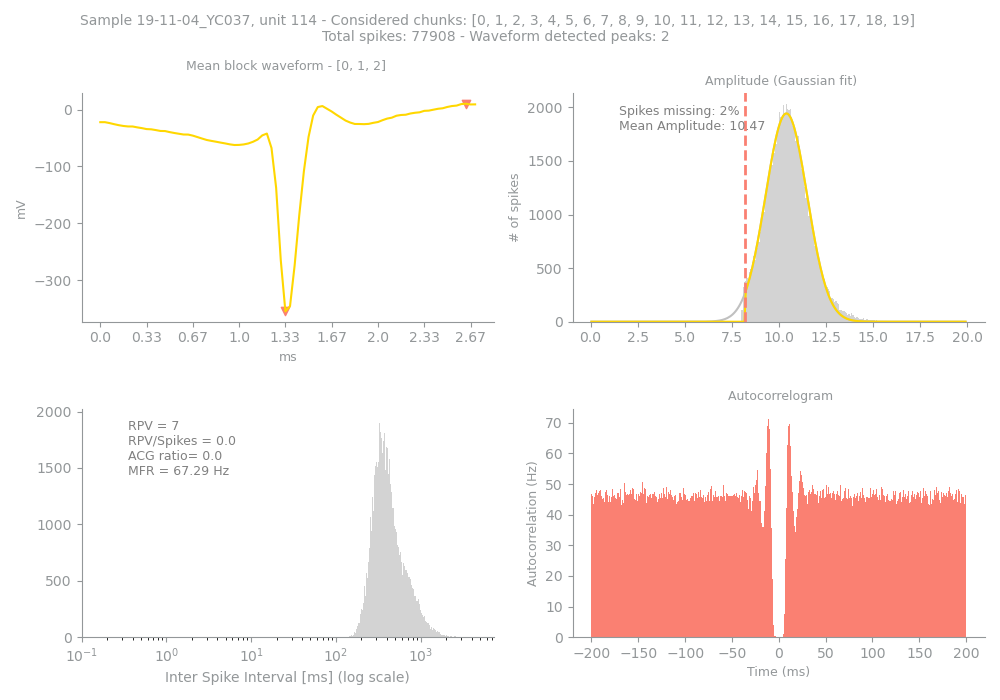 Sample 19-11-04_YC037, unit 114 - Considered chunks: [0, 1, 2, 3, 4, 5, 6, 7, 8, 9, 10, 11, 12, 13, 14, 15, 16, 17, 18, 19]
Total spikes: 77908 - Waveform detected peaks: 2
Mean block waveform - [0, 1, 2]
0
−100
−200
−300
mV
0.0 0.33 0.67 1.0 1.33 1.67 2.0 2.33 2.67
ms
Amplitude (Gaussian fit)
Spikes missing: 2%
Mean Amplitude: 10.47
2000
1500
1000
500
0
# of spikes
0.0 2.5 5.0 7.5 10.0 12.5 15.0 17.5 20.0
RPV = 7
RPV/Spikes = 0.0
ACG ratio= 0.0
MFR = 67.29 Hz
2000
1500
1000
500
0
10⁻¹ 10⁰ 10¹ 10² 10³
Inter Spike Interval [ms] (log scale)
Autocorrelogram
70
60
50
40
30
20
10
0
Autocorrelation (Hz)
−200 −150 −100 −50 0 50 100 150 200
Time (ms)